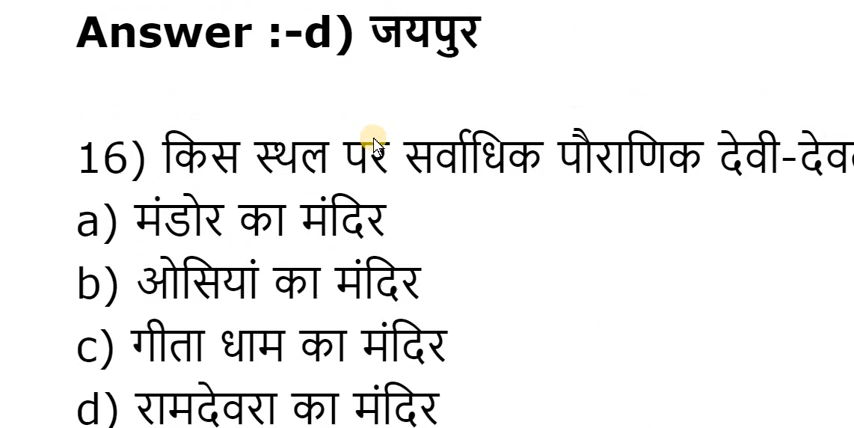 Answer :-d) जयपुर
16) किस स्थल पर सर्वाधिक पौराणिक
a) मंडोर का मंदिर
b) ओसियां का मंदिर
c) गीता धाम का मंदिर
d) रामदेवरा का मंदिर